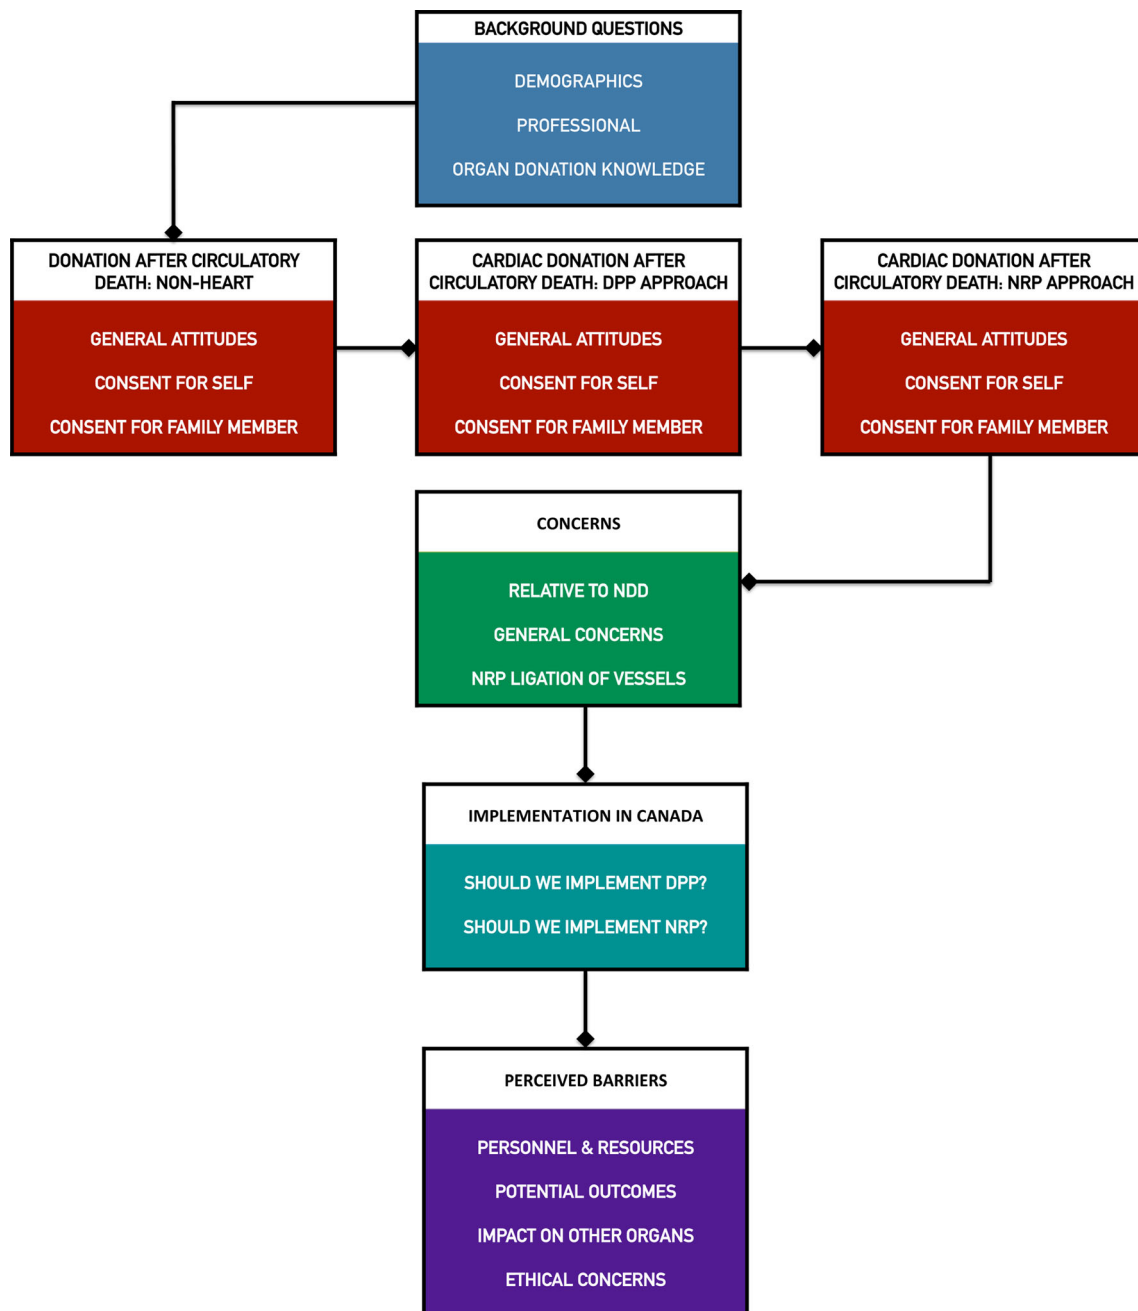 BACKGROUND QUESTIONS
DEMOGRAPHICS
PROFESSIONAL
ORGAN DONATION KNOWLEDGE
DONATION AFTER CIRCULATORY
DEATH: NON-HEART
GENERAL ATTITUDES
CONSENT FOR SELF
CONSENT FOR FAMILY MEMBER
CARDIAC DONATION AFTER
CIRCULATORY DEATH: DPP APPROACH
GENERAL ATTITUDES
CONSENT FOR SELF
CONSENT FOR FAMILY MEMBER
CARDIAC DONATION AFTER
CIRCULATORY DEATH: NRP APPROACH
GENERAL ATTITUDES
CONSENT FOR SELF
CONSENT FOR FAMILY MEMBER
CONCERNS
RELATIVE TO NDD
GENERAL CONCERNS
NRP LIGATION OF VESSELS
IMPLEMENTATION IN CANADA
SHOULD WE IMPLEMENT DPP?
SHOULD WE IMPLEMENT NRP?
PERCEIVED BARRIERS
PERSONNEL & RESOURCES
POTENTIAL OUTCOMES
IMPACT ON OTHER ORGANS
ETHICAL CONCERNS